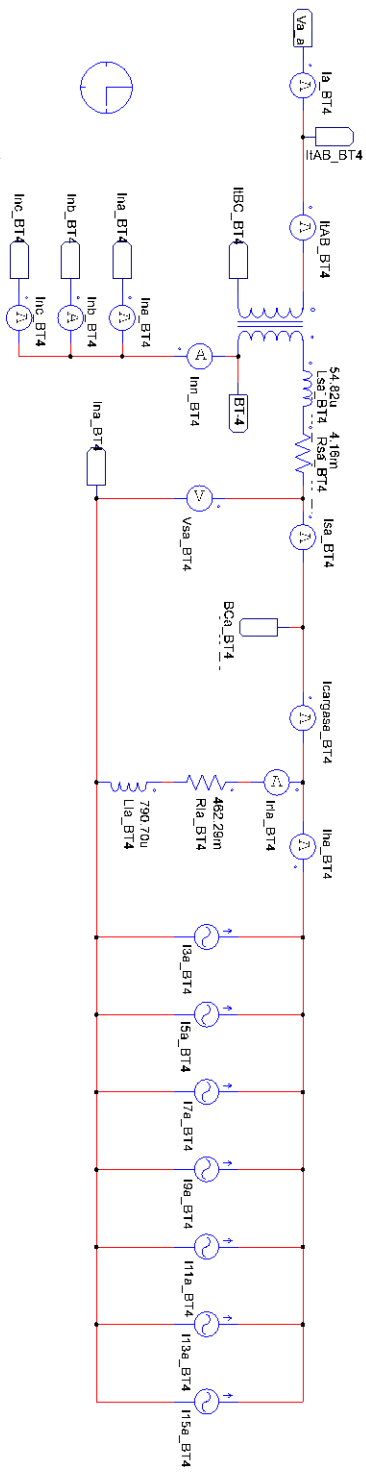 Va_a
Ia_BT4
ItAB_BT4
ItAB_BT4
ItBC_BT4
54.82u
Lsa_BT4
4.16m
Rsa_BT4
BT-4
Ina_BT4
Ina_BT4
Inb_BT4
Inb_BT4
Inc_BT4
Inc_BT4
Inn_BT4
Ina_BT4
Vsa_BT4
Isa_BT4
BCa_BT4
Icargasa_BT4
Irla_BT4
462.29m
Rla_BT4
790.70u
Lla_BT4
Iha_BT4
I3a_BT4
I5a_BT4
I7a_BT4
I9a_BT4
I11a_BT4
I13a_BT4
I15a_BT4
A
A
A
A
A
A
V
A
A
A
A